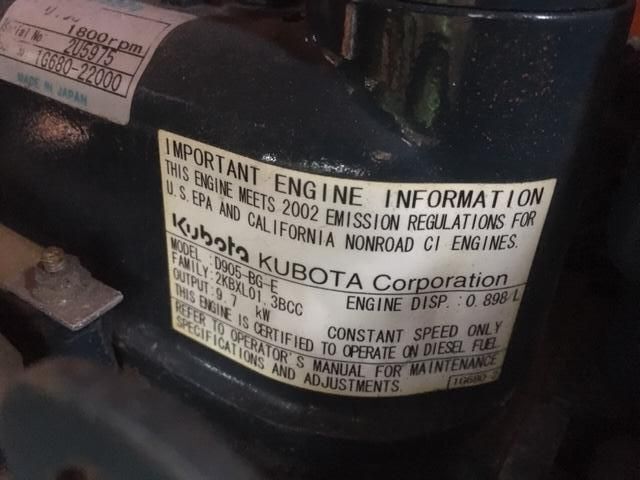 1800rpm
Serial No. 2U5975
1G680-22000
MADE IN JAPAN
IMPORTANT ENGINE INFORMATION
THIS ENGINE MEETS 2002 EMISSION REGULATIONS FOR
U.S.EPA AND CALIFORNIA NONROAD CI ENGINES.
Kubota KUBOTA Corporation
MODEL :D905-BG-E ENGINE DISP.:0.898 L
FAMILY:2KBXL01.3BCC
OUTPUT:9.7 kW CONSTANT SPEED ONLY
THIS ENGINE IS CERTIFIED TO OPERATE ON DIESEL FUEL
REFER TO OPERATOR'S MANUAL FOR MAINTENANCE
SPECIFICATIONS AND ADJUSTMENTS.
1G680-